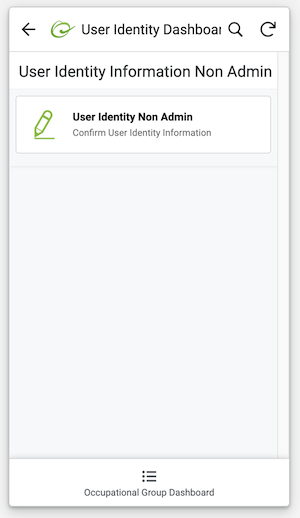 User Identity Dashboar
User Identity Information Non Admin
User Identity Non Admin
Confirm User Identity Information
Occupational Group Dashboard